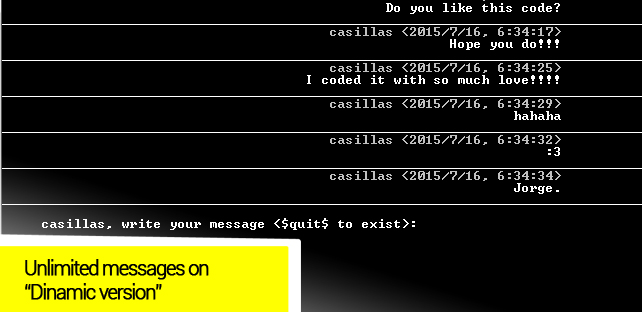 Do you like this code?
casillas <2015/7/16, 6:34:17>
Hope you do!!!
casillas <2015/7/16, 6:34:25>
I coded it with so much love!!!!
casillas <2015/7/16, 6:34:29>
hahaha
casillas <2015/7/16, 6:34:32>
:3
casillas <2015/7/16, 6:34:34>
Jorge.
casillas, write your message <$quit$ to exist>:
Unlimited messages on
“Dinamic version”